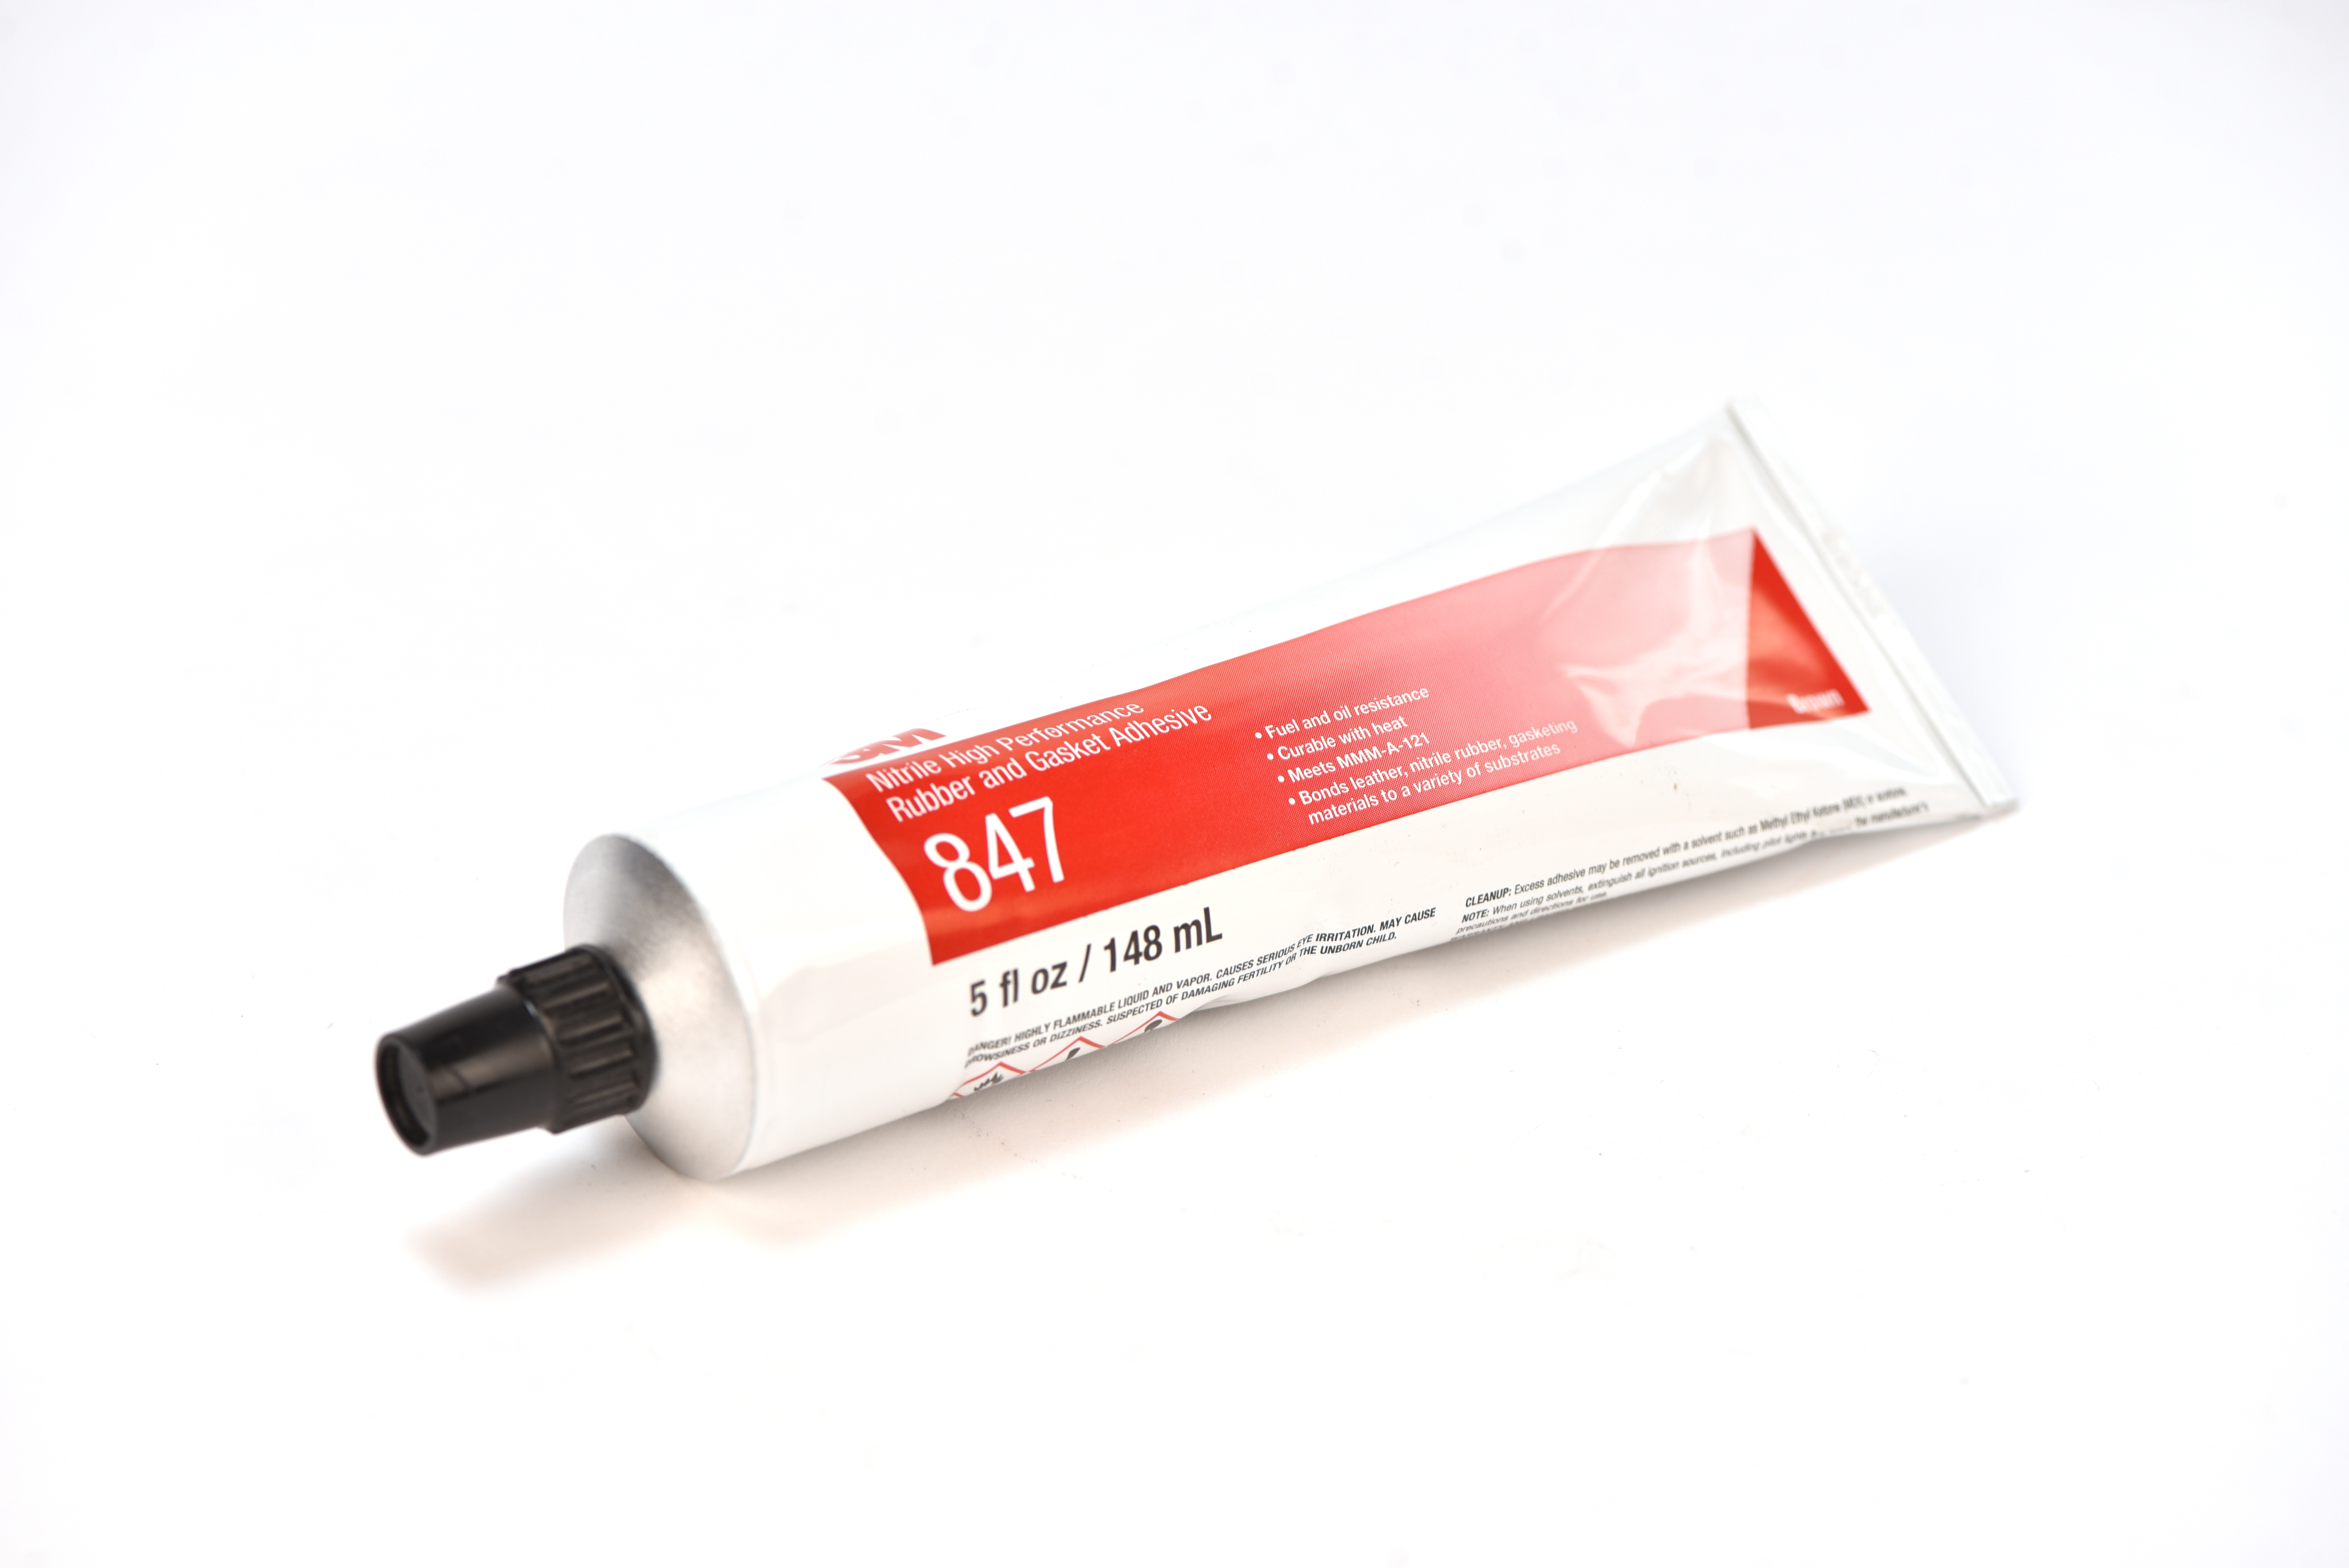 3M
Nitrile High Performance
Rubber and Gasket Adhesive
847
• Fuel and oil resistance
• Curable with heat
• Meets MMM-A-121
• Bonds leather, nitrile rubber, gasketing
materials to a variety of substrates
5 fl oz / 148 mL
DANGER! HIGHLY FLAMMABLE LIQUID AND VAPOR. CAUSES SERIOUS EYE IRRITATION. MAY CAUSE
DROWSINESS OR DIZZINESS. SUSPECTED OF DAMAGING FERTILITY OR THE UNBORN CHILD.
CLEANUP: Excess adhesive may be removed with a solvent such as Methyl Ethyl Ketone (MEK) or acetone.
NOTE: When using solvents, extinguish all ignition sources, including pilot lights The manufacturer's
precautions and directions for use.